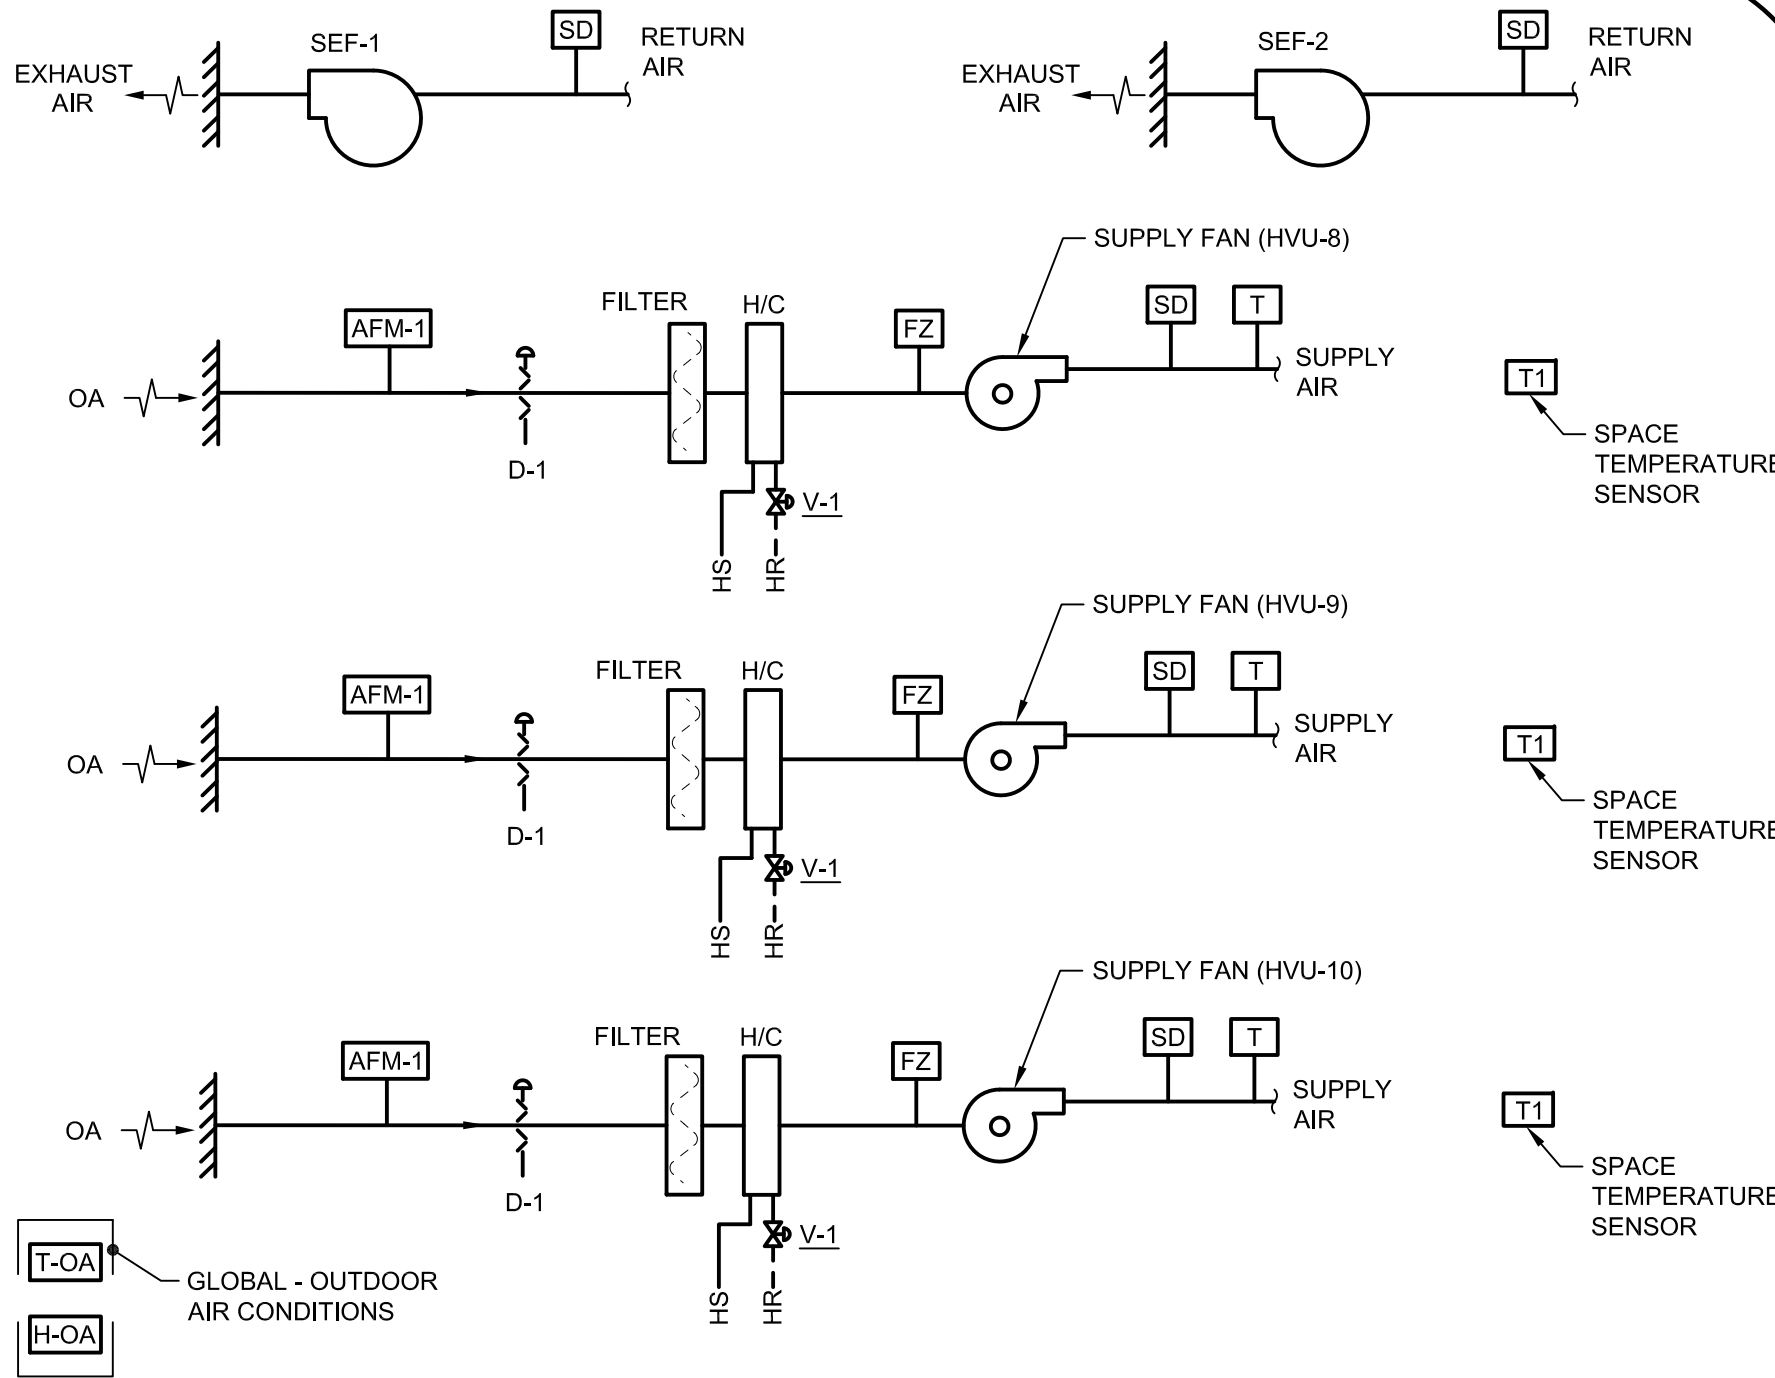 SEF-1
SD
RETURN
AIR
EXHAUST
AIR
SEF-2
SD
RETURN
AIR
EXHAUST
AIR
SUPPLY FAN (HVU-8)
FILTER
H/C
AFM-1
FZ
SD
T
SUPPLY
AIR
T1
OA
D-1
SPACE
TEMPERATURE
SENSOR
V-1
HS
HR
SUPPLY FAN (HVU-9)
FILTER
H/C
AFM-1
FZ
SD
T
SUPPLY
AIR
T1
OA
D-1
SPACE
TEMPERATURE
SENSOR
V-1
HS
HR
SUPPLY FAN (HVU-10)
FILTER
H/C
AFM-1
FZ
SD
T
SUPPLY
AIR
T1
OA
D-1
SPACE
TEMPERATURE
SENSOR
V-1
HS
HR
T-OA
GLOBAL - OUTDOOR
AIR CONDITIONS
H-OA